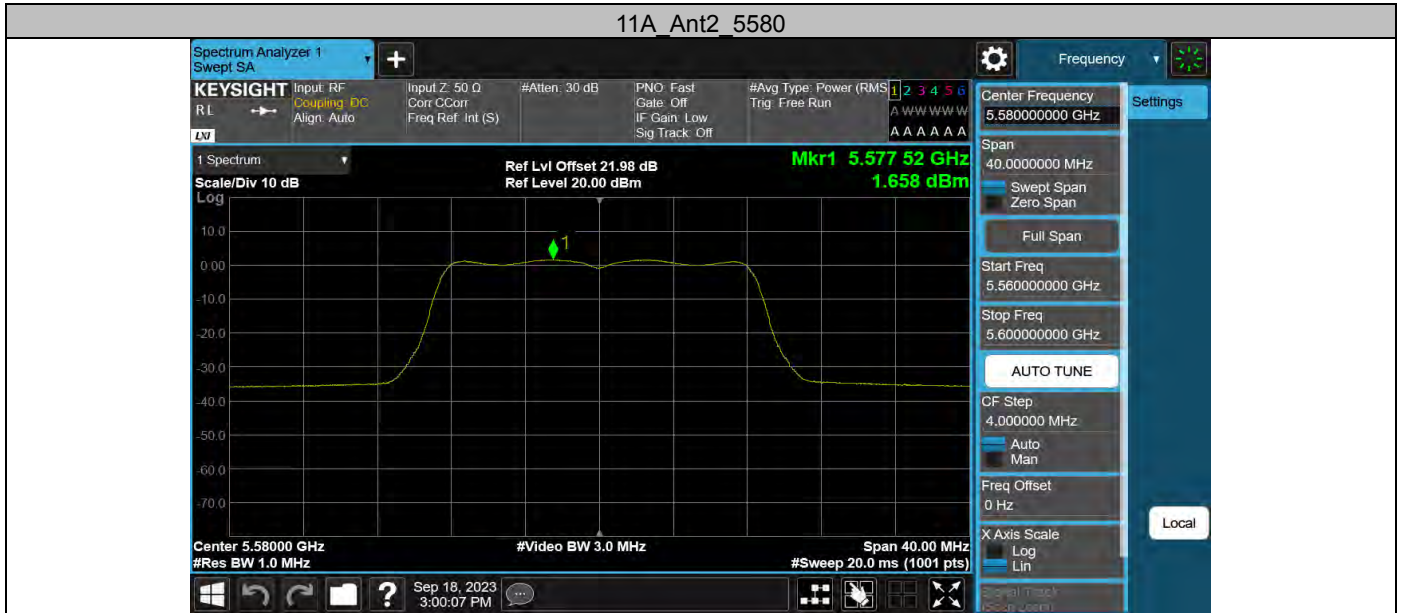 11A_Ant2_5580
Spectrum Analyzer 1
Swept SA
Frequency
KEYSIGHT
RL
LXI
Input: RF
Coupling: DC
Align: Auto
Input Z: 50 Ω
Corr CCorr
Freq Ref: Int (S)
#Atten: 30 dB
PNO: Fast
Gate: Off
IF Gain: Low
Sig Track: Off
#Avg Type: Power (RMS
Trig: Free Run
1 2 3 4 5 6
A W W W W W
A A A A A A
1 Spectrum
Scale/Div 10 dB
Log
Ref Lvl Offset 21.98 dB
Ref Level 20.00 dBm
Mkr1 5.577 52 GHz
1.658 dBm
1
10.0
0.00
-10.0
-20.0
-30.0
-40.0
-50.0
-60.0
-70.0
Center 5.58000 GHz
#Res BW 1.0 MHz
#Video BW 3.0 MHz
Span 40.00 MHz
#Sweep 20.0 ms (1001 pts)
Center Frequency
5.580000000 GHz
Settings
Span
40.0000000 MHz
Swept Span
Zero Span
Full Span
Start Freq
5.560000000 GHz
Stop Freq
5.600000000 GHz
AUTO TUNE
CF Step
4.000000 MHz
Auto
Man
Freq Offset
0 Hz
X Axis Scale
Log
Lin
Local
Signal Track
(Span Zoom)
?
Sep 18, 2023
3:00:07 PM